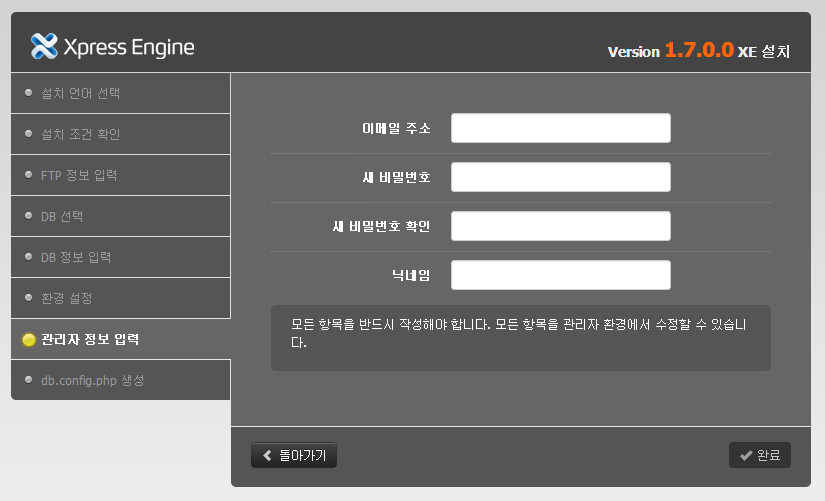 Xpress Engine
Version 1.7.0.0 XE 설치
설치 언어 선택
설치 조건 확인
FTP 정보 입력
DB 선택
DB 정보 입력
환경 설정
관리자 정보 입력
db.config.php 생성
이메일 주소
새 비밀번호
새 비밀번호 확인
닉네임
모든 항목을 반드시 작성해야 합니다. 모든 항목을 관리자 환경에서 수정할 수 있습니
다.
돌아가기
완료